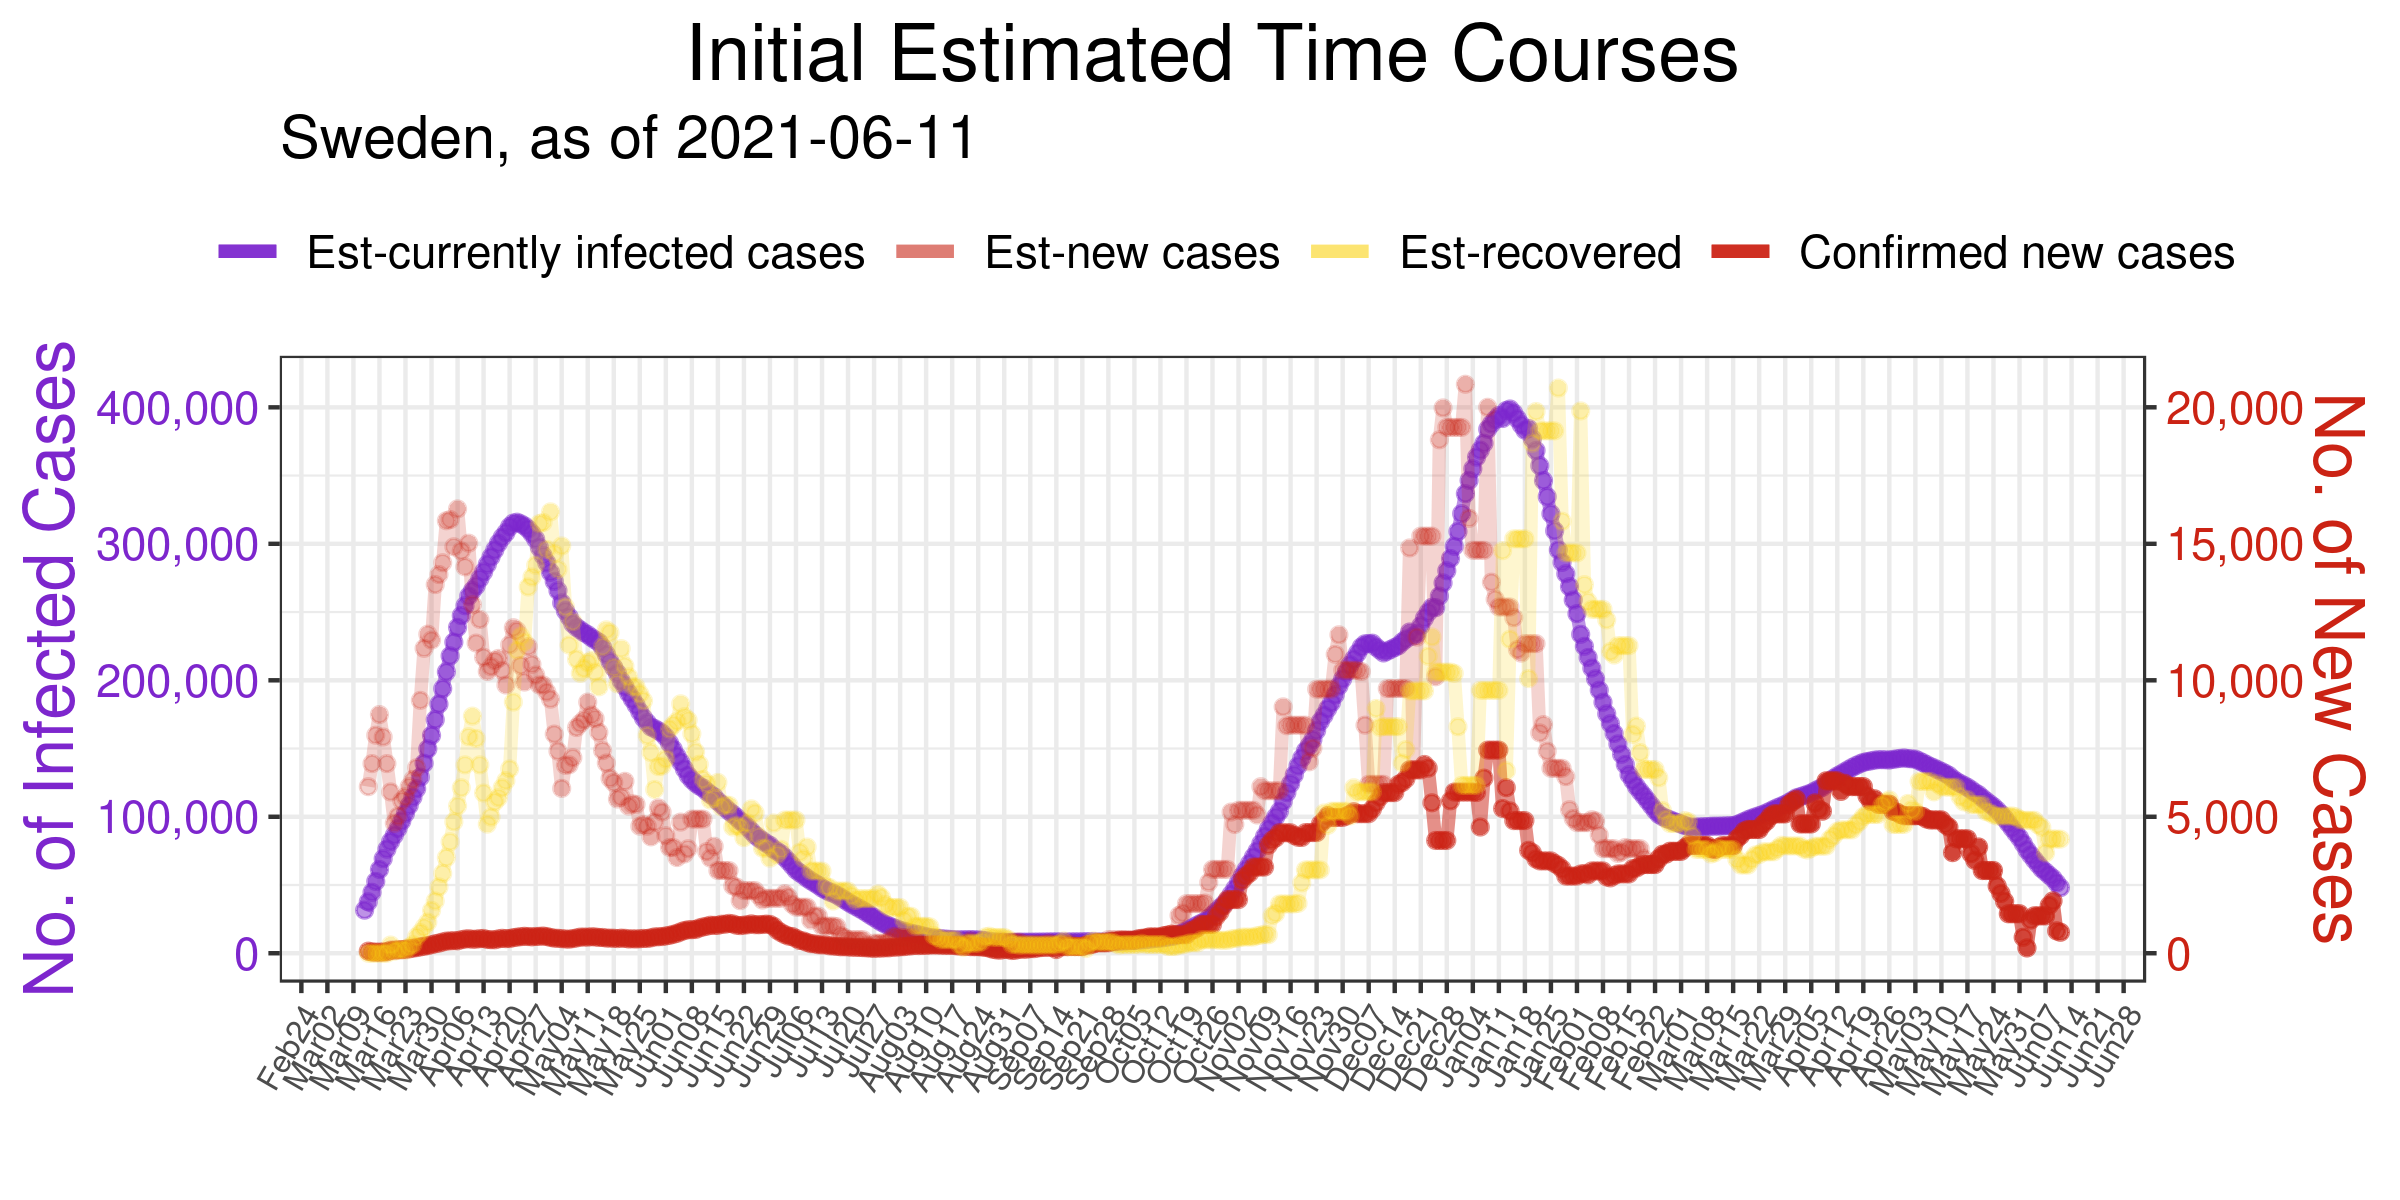 Initial Estimated Time Courses
Sweden, as of 2021-06-11
Est-currently infected cases Est-new cases Est-recovered Confirmed new cases
No. of Infected Cases
400,000
300,000
200,000
100,000
0
20,000
15,000
10,000
5,000
0
No. of New Cases
Feb24 Mar02 Mar09 Mar16 Mar23 Mar30 Apr06 Apr13 Apr20 Apr27 May04 May11 May18 May25 Jun01 Jun08 Jun15 Jun22 Jun29 Jul06 Jul13 Jul20 Jul27 Aug03 Aug10 Aug17 Aug24 Aug31 Sep07 Sep14 Sep21 Sep28 Oct05 Oct12 Oct19 Oct26 Nov02 Nov09 Nov16 Nov23 Nov30 Dec07 Dec14 Dec21 Dec28 Jan04 Jan11 Jan18 Jan25 Feb01 Feb08 Feb15 Feb22 Mar01 Mar08 Mar15 Mar22 Mar29 Apr05 Apr12 Apr19 Apr26 May03 May10 May17 May24 May31 Jun07 Jun14 Jun21 Jun28